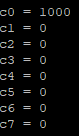 c0 = 1000
c1 = 0
c2 = 0
c3 = 0
c4 = 0
c5 = 0
c6 = 0
c7 = 0